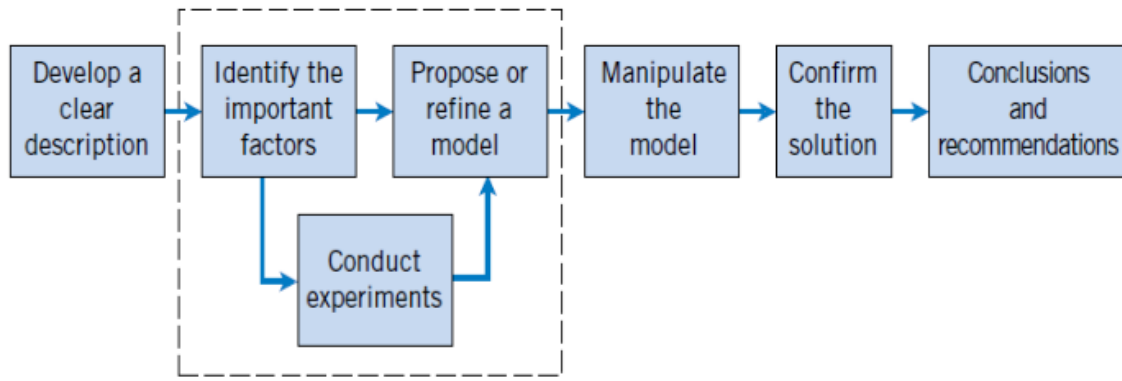 Develop a
clear
description
Identify the
important
factors
Propose or
refine a
model
Manipulate
the
model
Confirm
the
solution
Conclusions
and
recommendations
Conduct
experiments